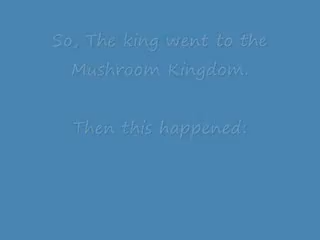 So, The king went to the
Mushroom Kingdom.
Then this happened: